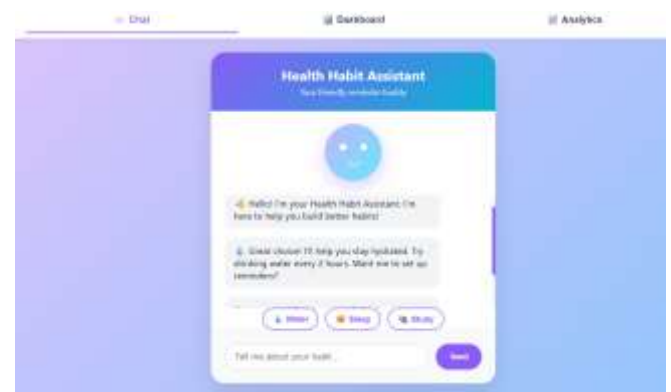 Chat
Dashboard
Analytics
Health Habit Assistant
Your friendly reminder buddy
👋 Hello! I'm your Health Habit Assistant. I'm
here to help you build better habits!
💧 Great choice! I'll help you stay hydrated. Try
drinking water every 2 hours. Want me to set up
reminders?
Water
Sleep
Study
Tell me about your habit...
Send